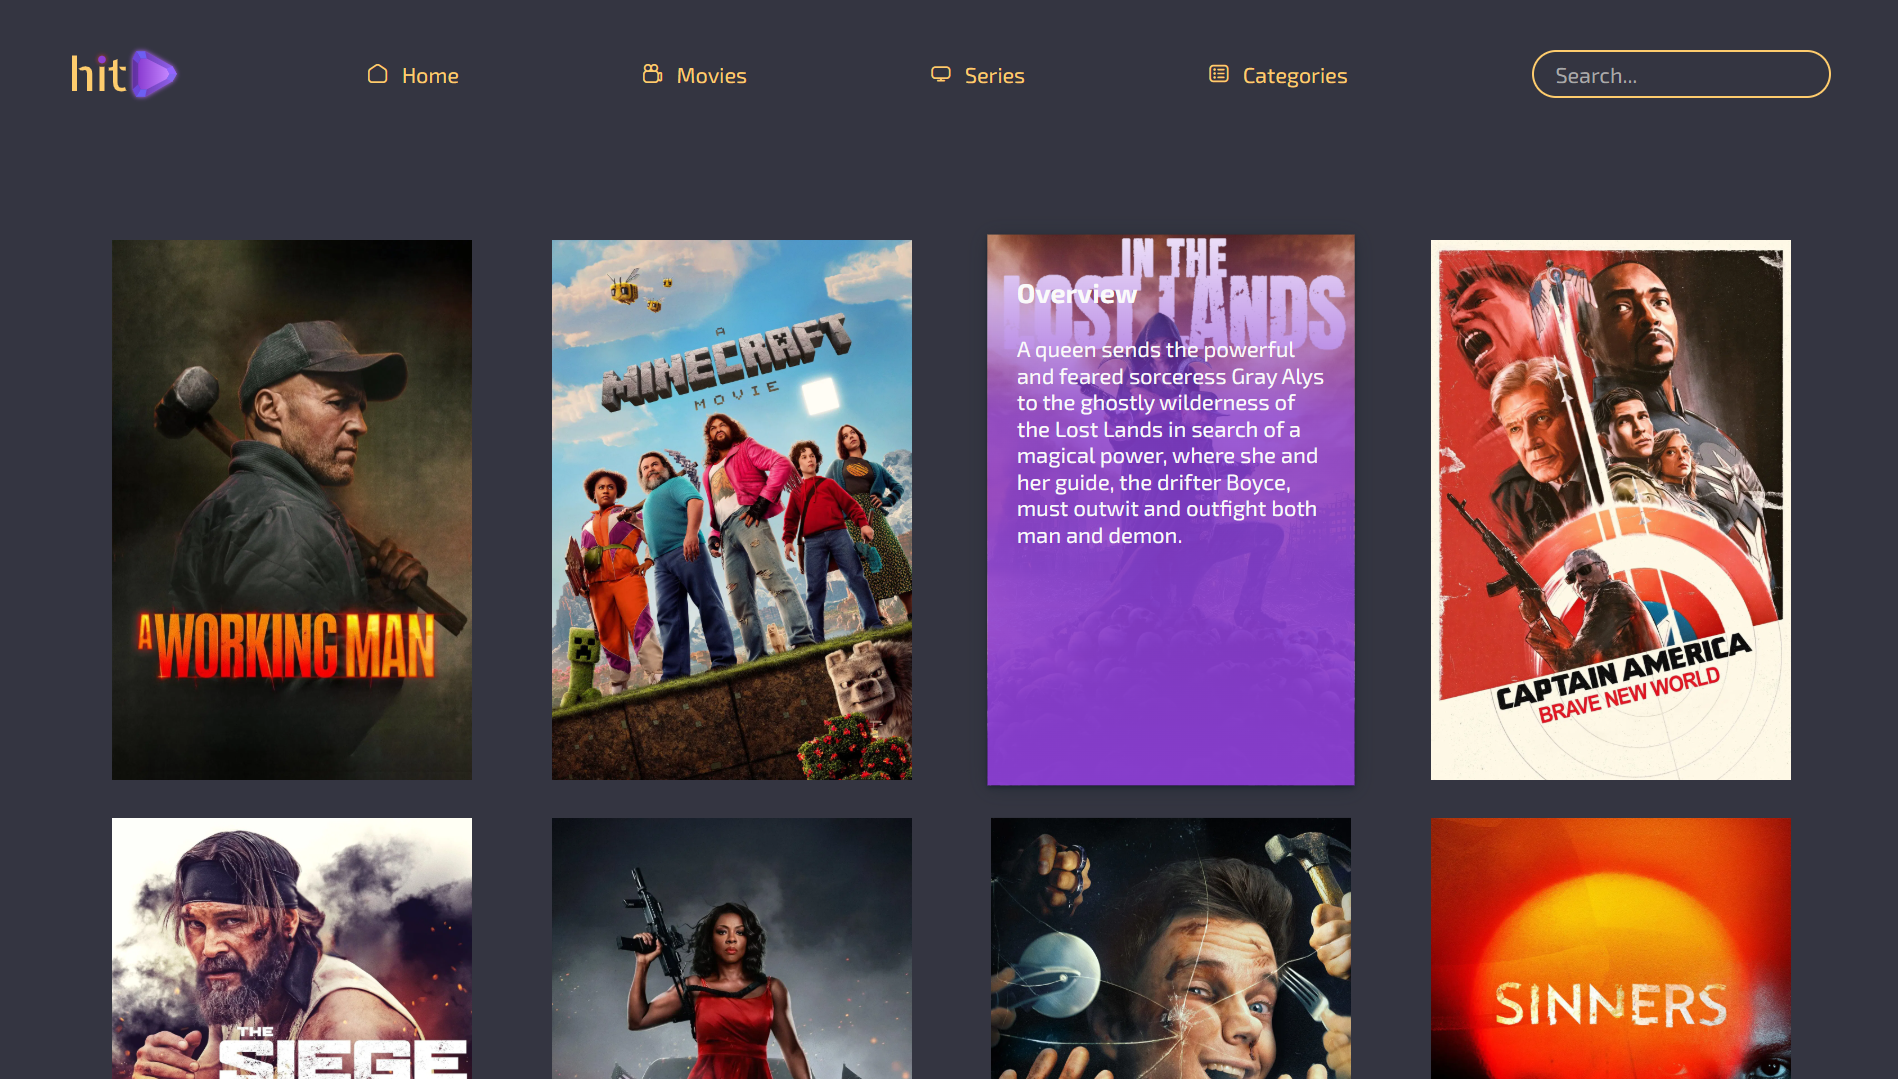 hit
Home
Movies
Series
Categories
Search...
A WORKING MAN
A
MINECRAFT
MOVIE
IN THE
LOST LANDS
Overview
A queen sends the powerful
and feared sorceress Gray Alys
to the ghostly wilderness of
the Lost Lands in search of a
magical power, where she and
her guide, the drifter Boyce,
must outwit and outfight both
man and demon.
CAPTAIN AMERICA
BRAVE NEW WORLD
THE
SIEGE
SINNERS